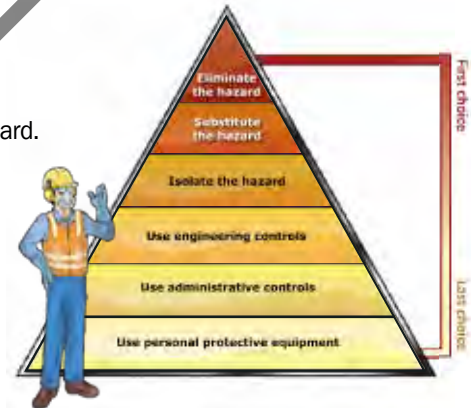 ard.
Eliminate
the hazard
Substitute
the hazard
Isolate the hazard
Use engineering controls
Use administrative controls
Use personal protective equipment
First choice
Last choice